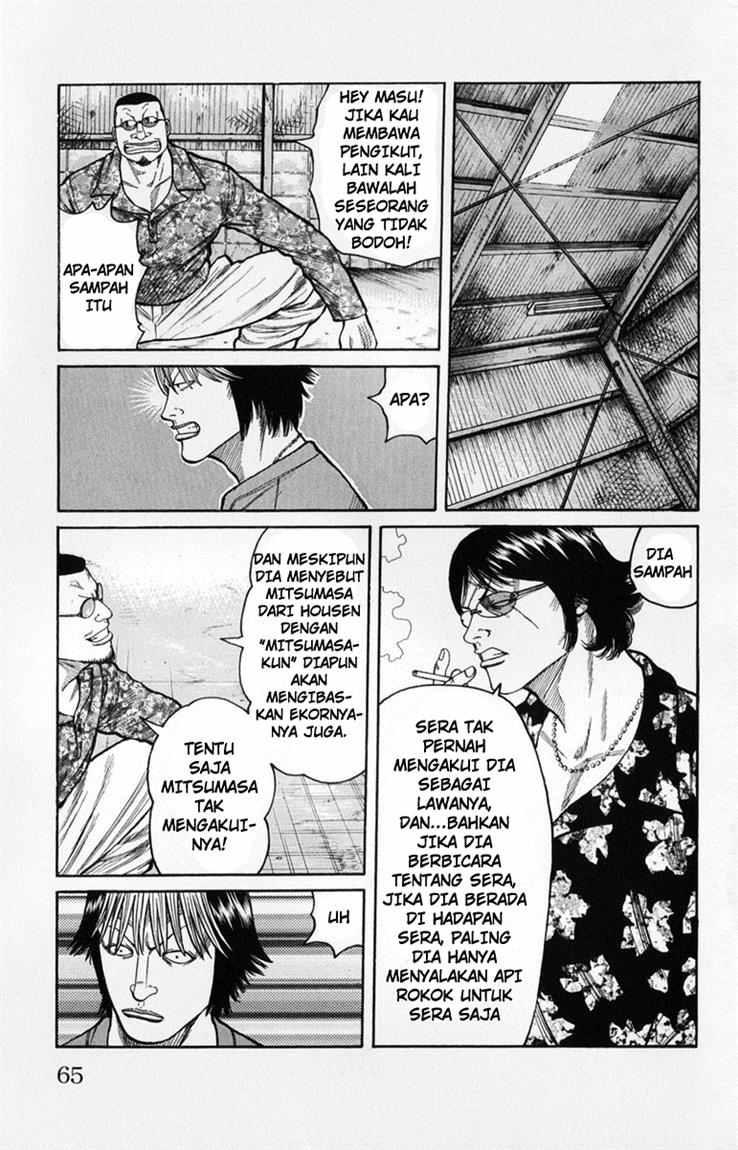 HEY MASU!
JIKA KAU
MEMBAWA
PENGIKUT,
LAIN KALI
BAWALAH
SESEORANG
YANG TIDAK
BODOH!
APA-APAN
SAMPAH
ITU
APA?
DIA
SAMPAH
SERA TAK
PERNAH
MENGAKUI DIA
SEBAGAI
LAWANYA,
DAN...BAHKAN
JIKA DIA
BERBICARA
TENTANG SERA,
JIKA DIA BERADA
DI HADAPAN
SERA, PALING
DIA HANYA
MENYALAKAN API
ROKOK UNTUK
SERA SAJA
DAN MESKIPUN
DIA MENYEBUT
MITSUMASA
DARI HOUSEN
DENGAN
"MITSUMASA-
KUN" DIAPUN
AKAN
MENGIBAS-
KAN EKORNYA-
NYA JUGA.
TENTU
SAJA
MITSUMASA
TAK
MENGAKUI-
NYA!
UH
65